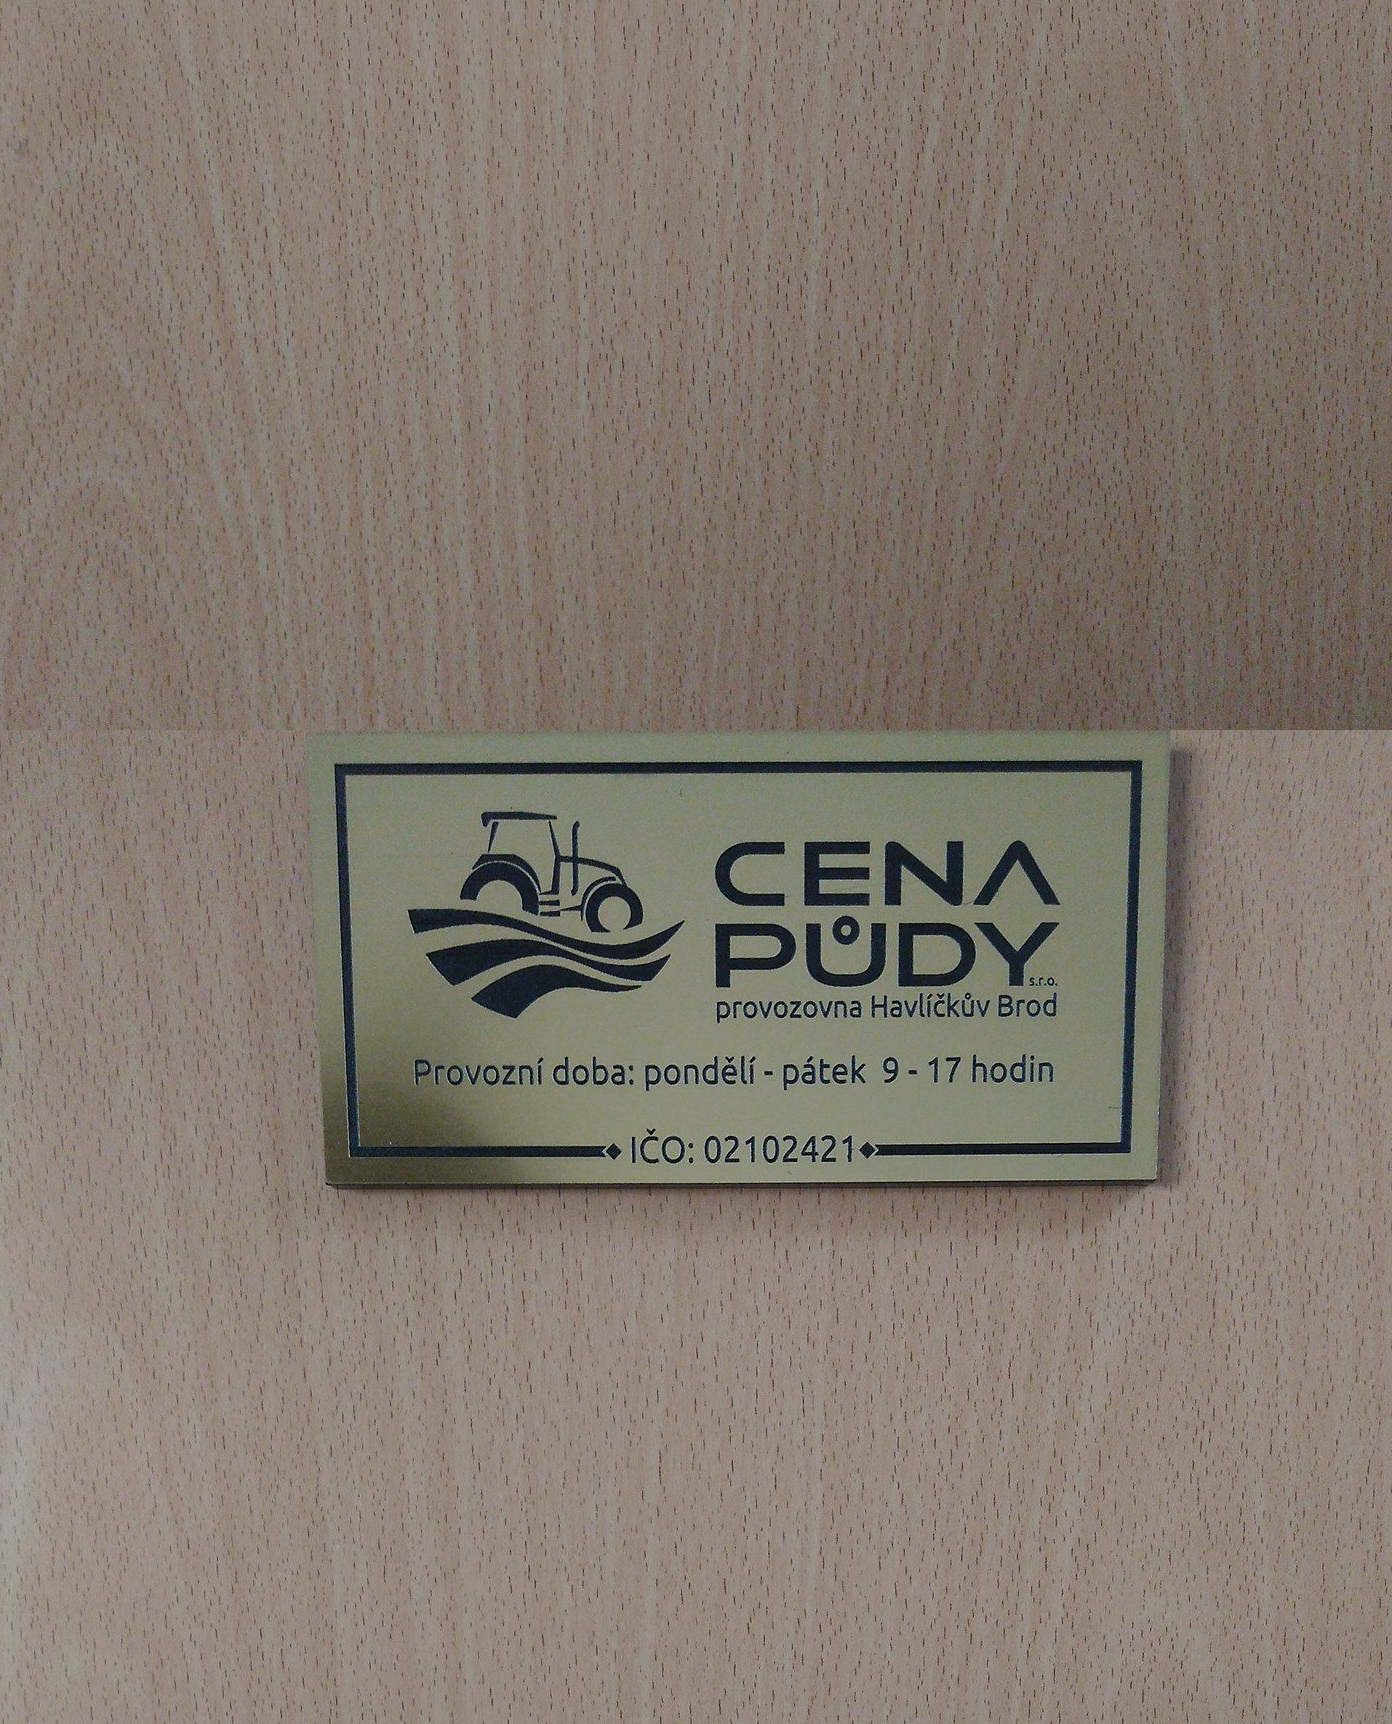 CENA
PŮDY
s.r.o.
provozovna Havlíčkův Brod
Provozní doba: pondělí - pátek 9 - 17 hodin
IČO: 02102421